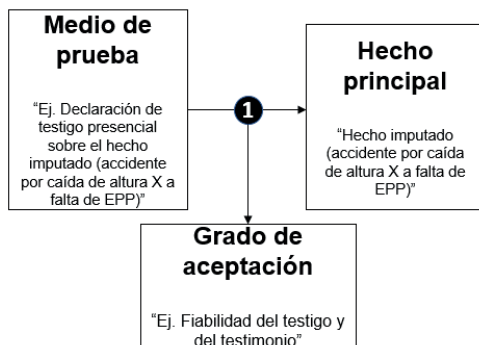 Medio de
prueba
“Ej. Declaración de
testigo presencial
sobre el hecho
imputado (accidente
por caída de altura X a
falta de EPP)”
1
Hecho
principal
“Hecho imputado
(accidente por caída
de altura X a falta de
EPP)”
Grado de
aceptación
“Ej. Fiabilidad del testigo y
del testimonio”